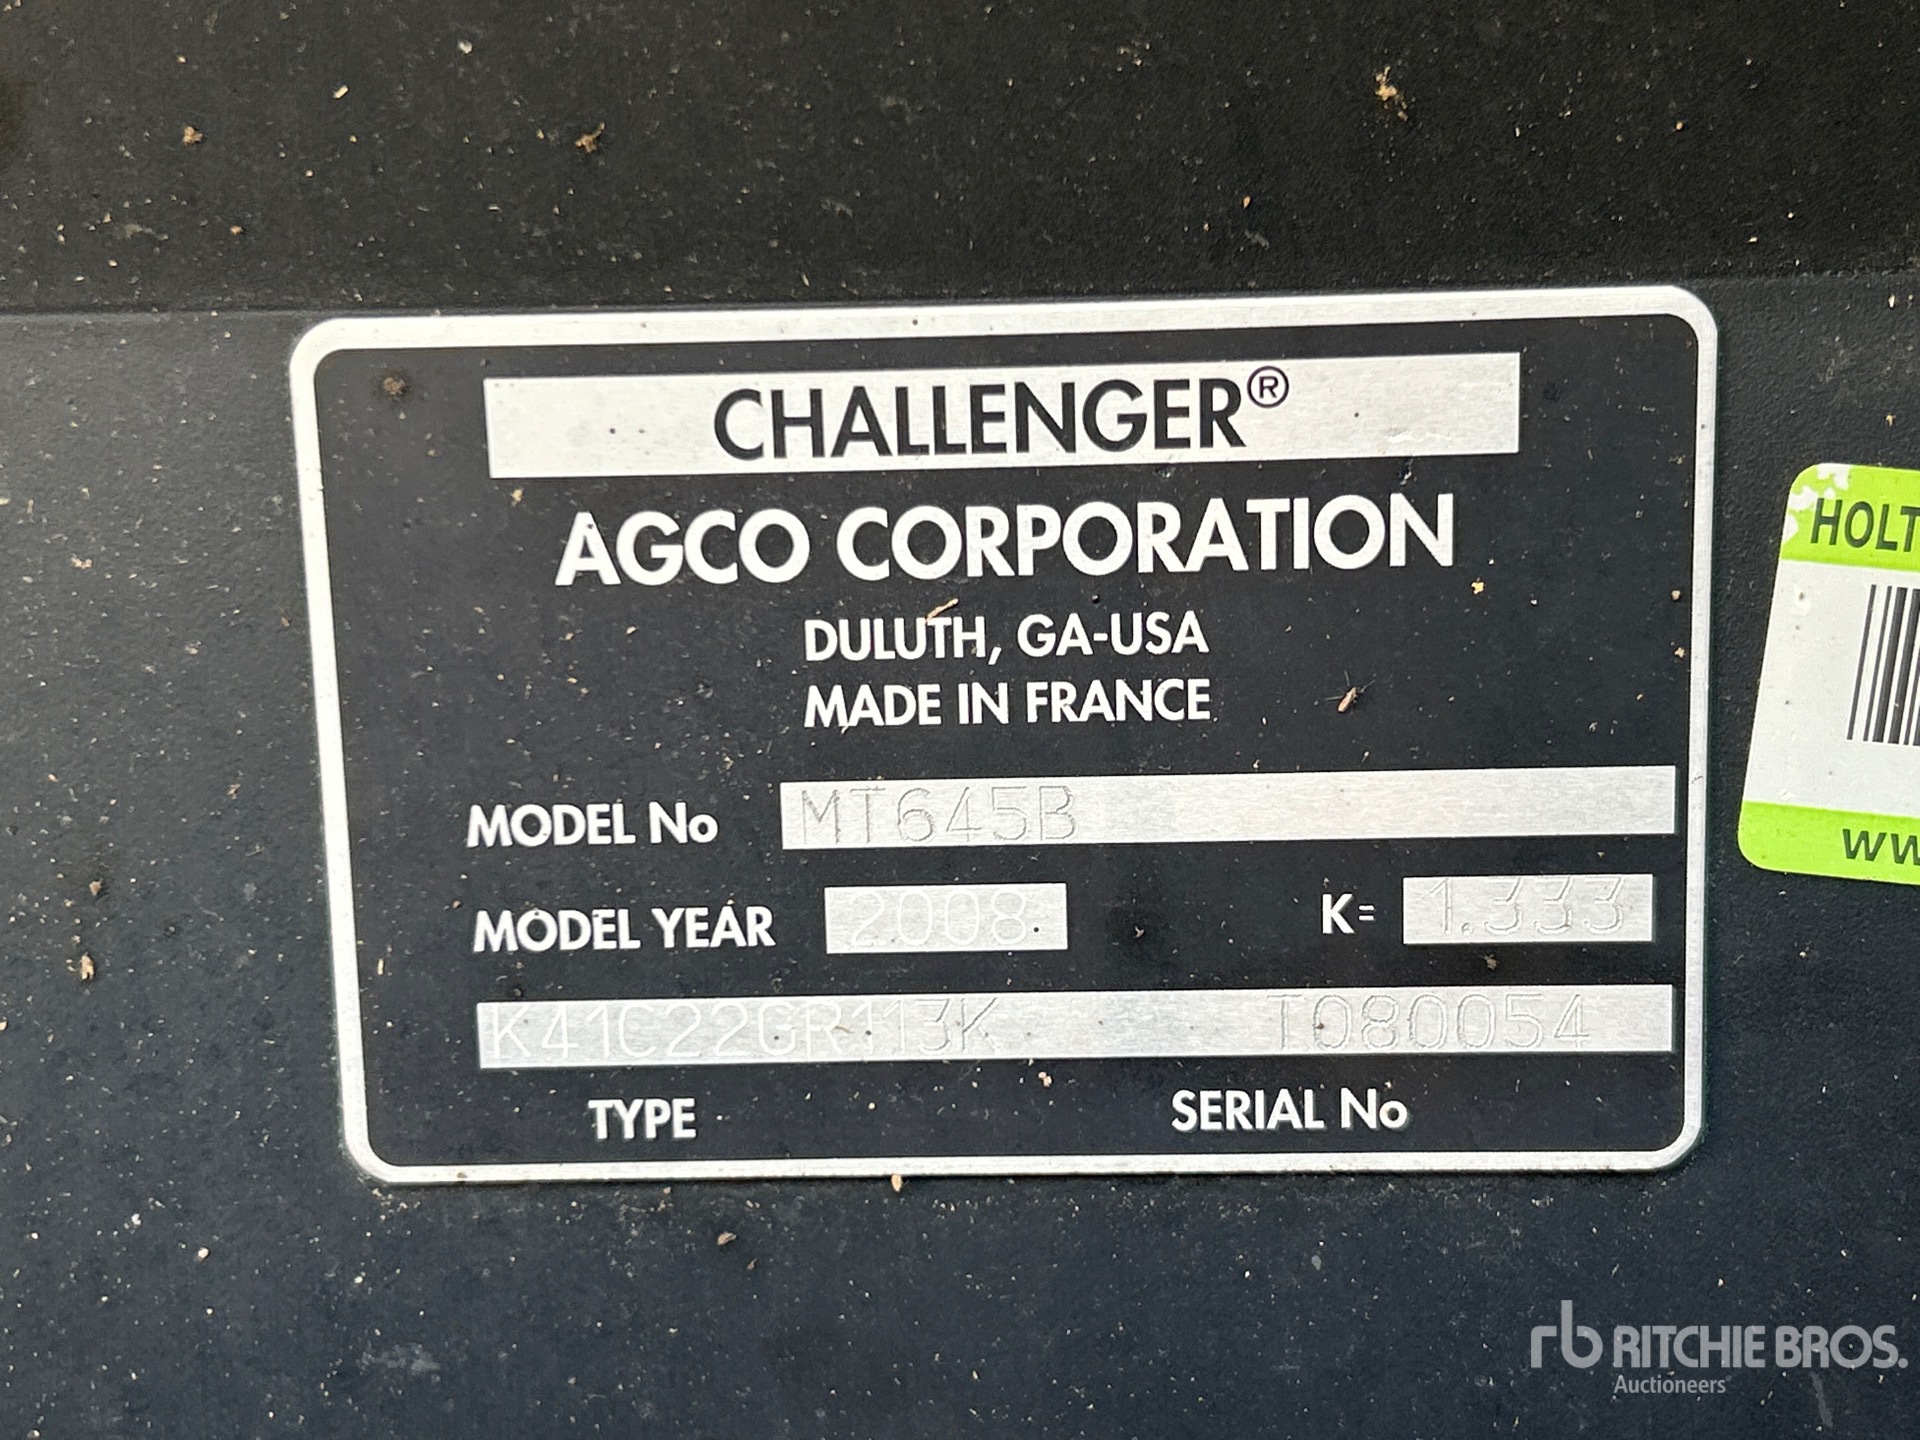 CHALLENGER®
AGCO CORPORATION
DULUTH, GA-USA
MADE IN FRANCE
MODEL No MT645B
MODEL YEAR 2008 K= 1.333
K41C22GR113K T080054
TYPE SERIAL No
HOLT
ww
rb RITCHIE BROS.
Auctioneers